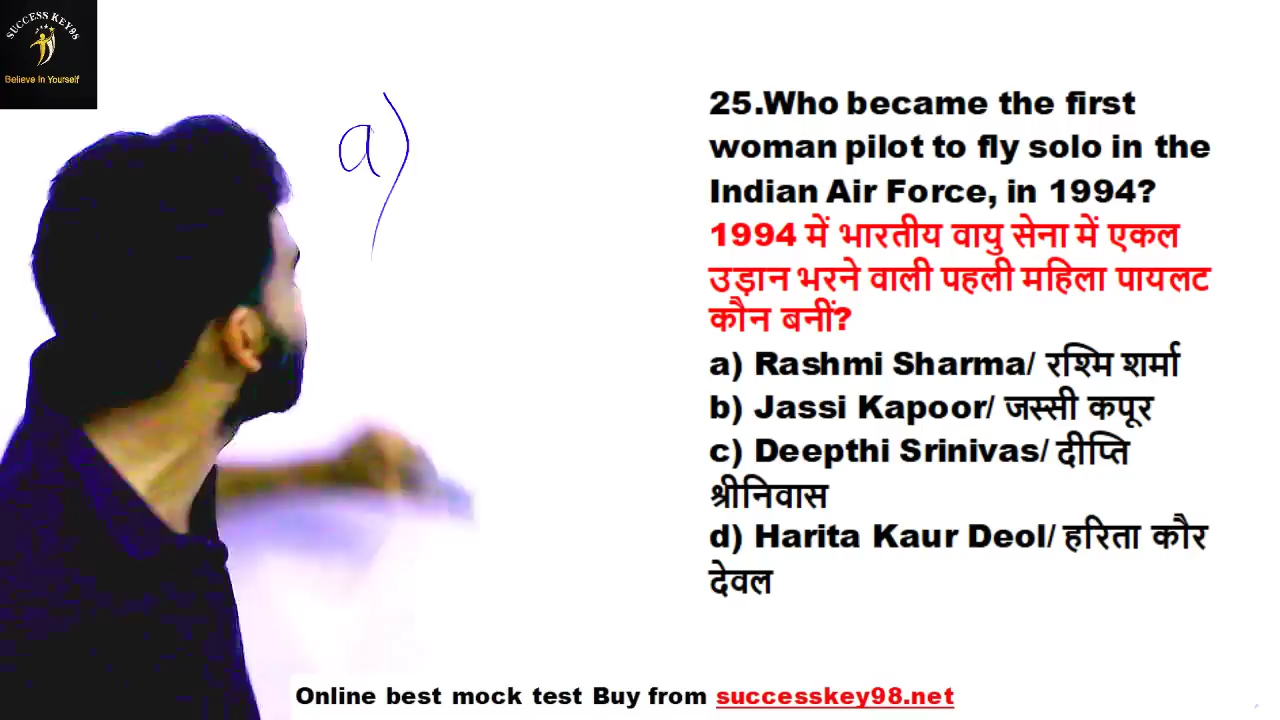 SUCCESS KEY98
Believe In Yourself
a)
25.Who became the first
woman pilot to fly solo in the
Indian Air Force, in 1994?
1994 में भारतीय वायु सेना में एकल
उड़ान भरने वाली पहली महिला पायलट
कौन बनीं?
a) Rashmi Sharma/ रश्मि शर्मा
b) Jassi Kapoor/ जस्सी कपूर
c) Deepthi Srinivas/ दीप्ति
श्रीनिवास
d) Harita Kaur Deol/ हरिता कौर
देवल
Online best mock test Buy from successkey98.net